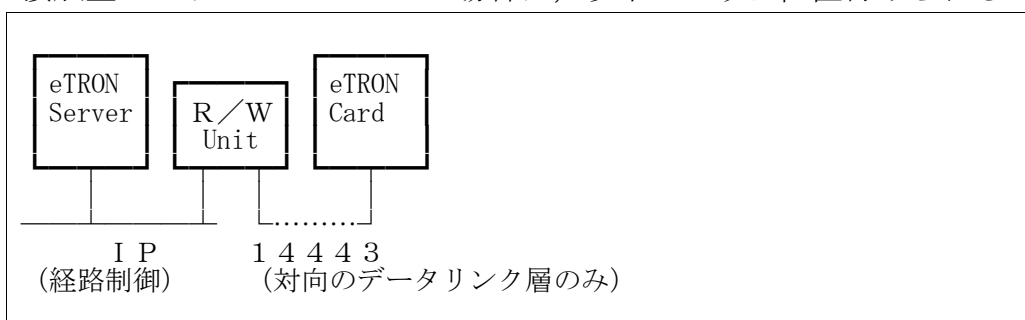 eTRON
Server
R／W
Unit
eTRON
Card
ＩＰ
１４４４３
（経路制御）
（対向のデータリンク層のみ）